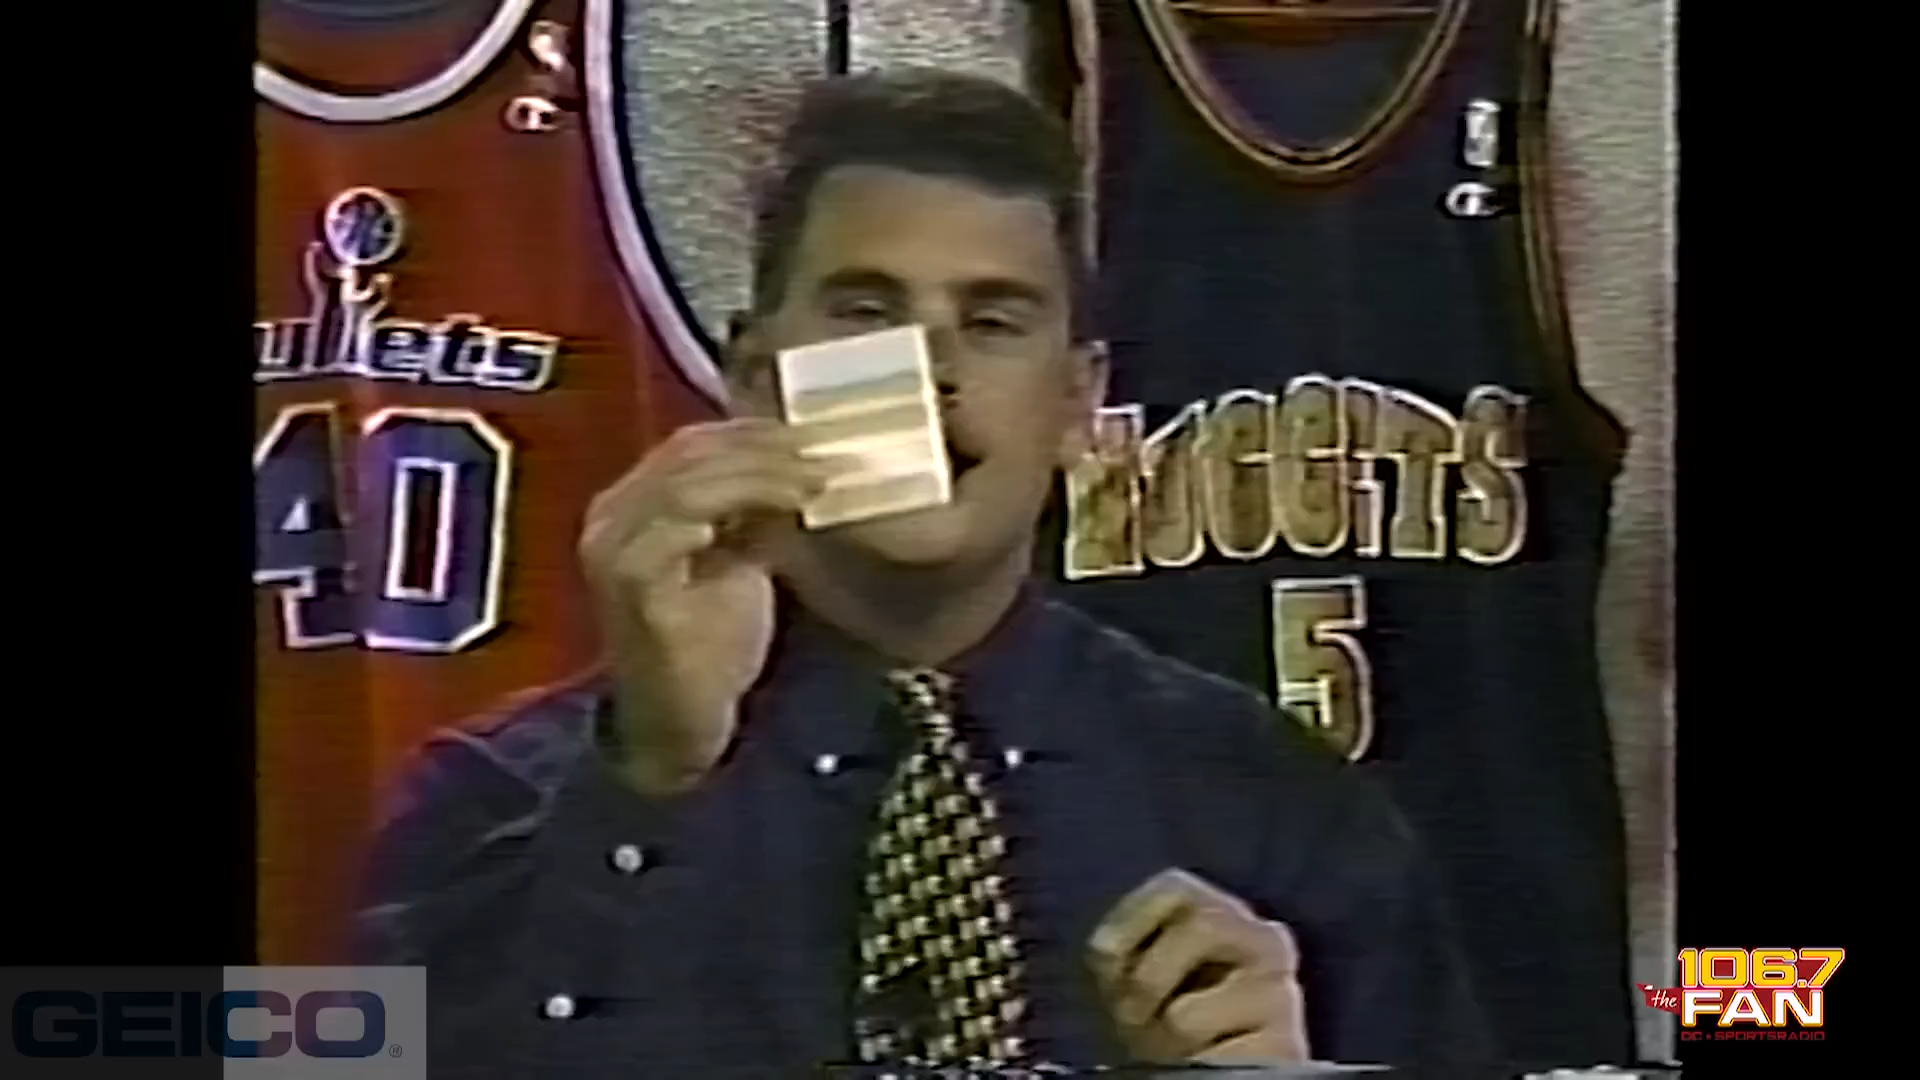 ullets
40
NUGGETS
5
GEICO®
106.7
the FAN
DC • SPORTSRADIO